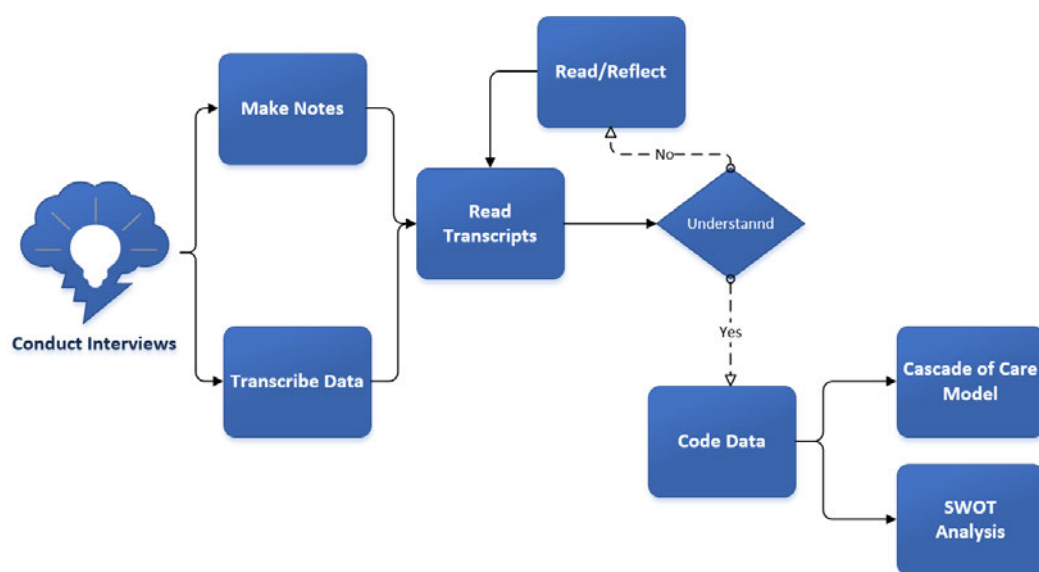 Conduct Interviews
Make Notes
Transcribe Data
Read
Transcripts
Read/Reflect
No
Understannd
Yes
Code Data
Cascade of Care
Model
SWOT
Analysis